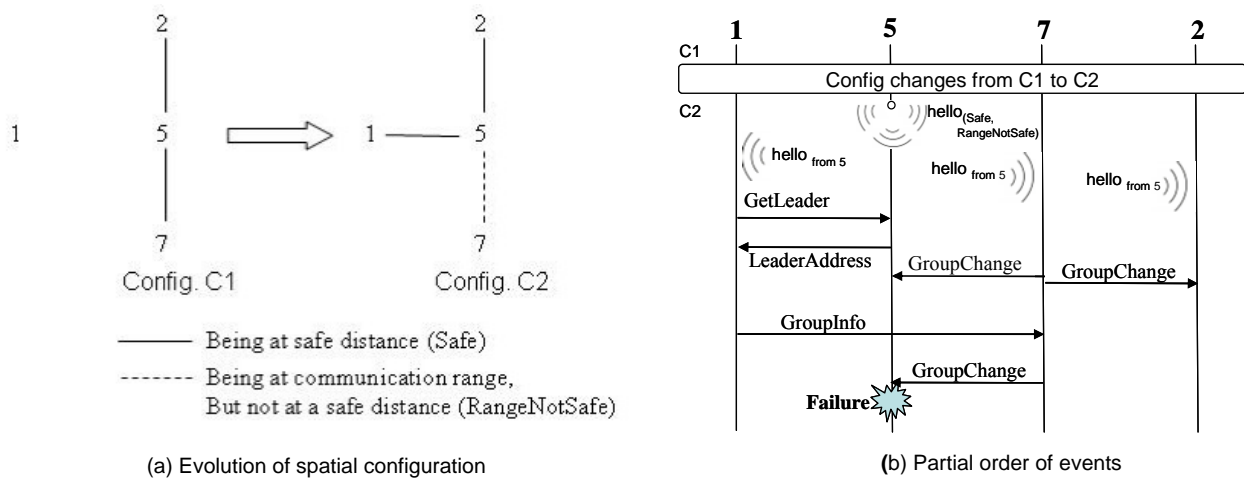 2
2
1
5
1
5
7
7
Config. C1
Config. C2
Being at safe distance (Safe)
Being at communication range,
But not at a safe distance (RangeNotSafe)
(a) Evolution of spatial configuration
1
5
7
2
C1
Config changes from C1 to C2
C2
hello(Safe,
RangeNotSafe)
hello from 5
hello from 5
hello from 5
GetLeader
LeaderAddress
GroupChange
GroupChange
GroupInfo
GroupChange
Failure
(b) Partial order of events